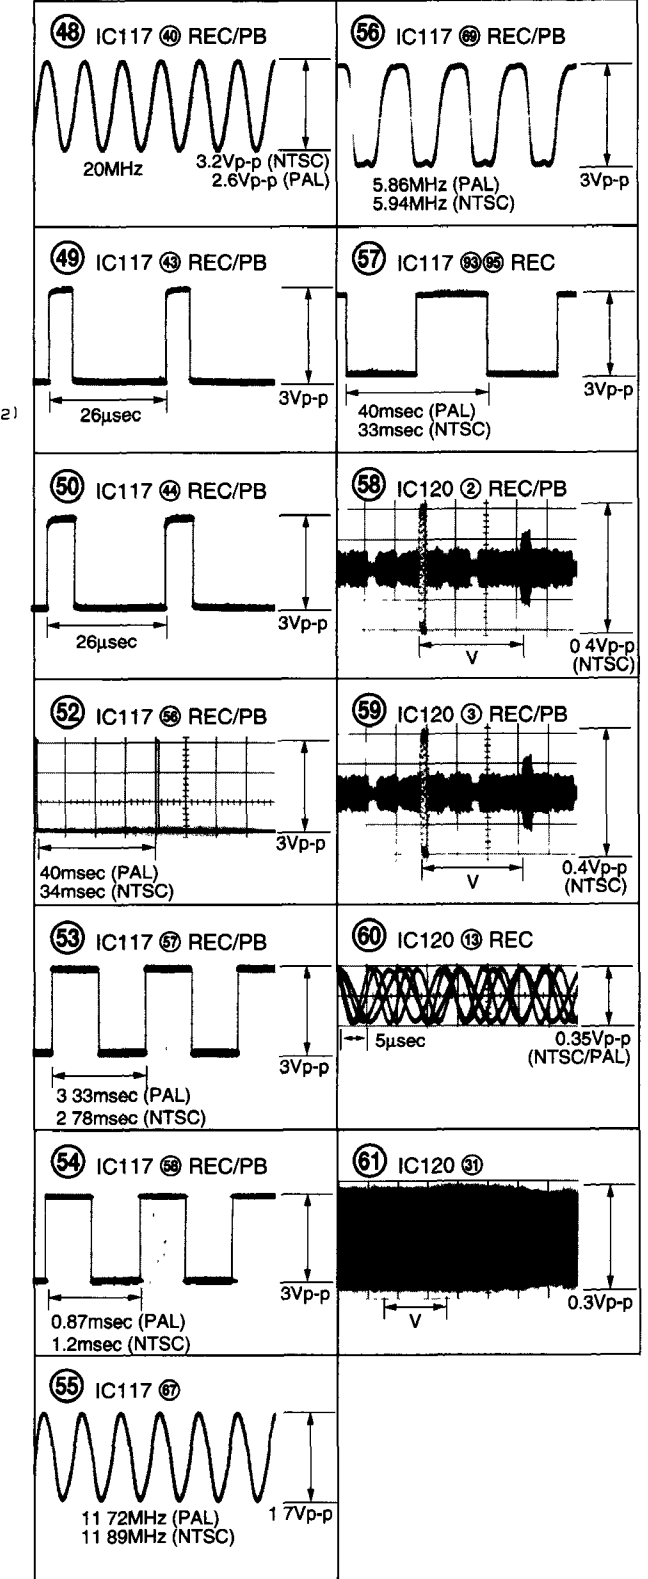 48 IC117 40 REC/PB
20MHz
3.2Vp-p (NTSC)
2.6Vp-p (PAL)
49 IC117 43 REC/PB
26μsec
3Vp-p
2)
50 IC117 44 REC/PB
26μsec
3Vp-p
52 IC117 56 REC/PB
3Vp-p
40msec (PAL)
34msec (NTSC)
53 IC117 57 REC/PB
3Vp-p
3 33msec (PAL)
2 78msec (NTSC)
54 IC117 58 REC/PB
3Vp-p
0.87msec (PAL)
1.2msec (NTSC)
55 IC117 67
11 72MHz (PAL)
11 89MHz (NTSC)
1 7Vp-p
56 IC117 69 REC/PB
5.86MHz (PAL)
5.94MHz (NTSC)
3Vp-p
57 IC117 93 95 REC
3Vp-p
40msec (PAL)
33msec (NTSC)
58 IC120 2 REC/PB
V
0 4Vp-p
(NTSC)
59 IC120 3 REC/PB
V
0.4Vp-p
(NTSC)
60 IC120 13 REC
5μsec
0.35Vp-p
(NTSC/PAL)
61 IC120 31
V
0.3Vp-p